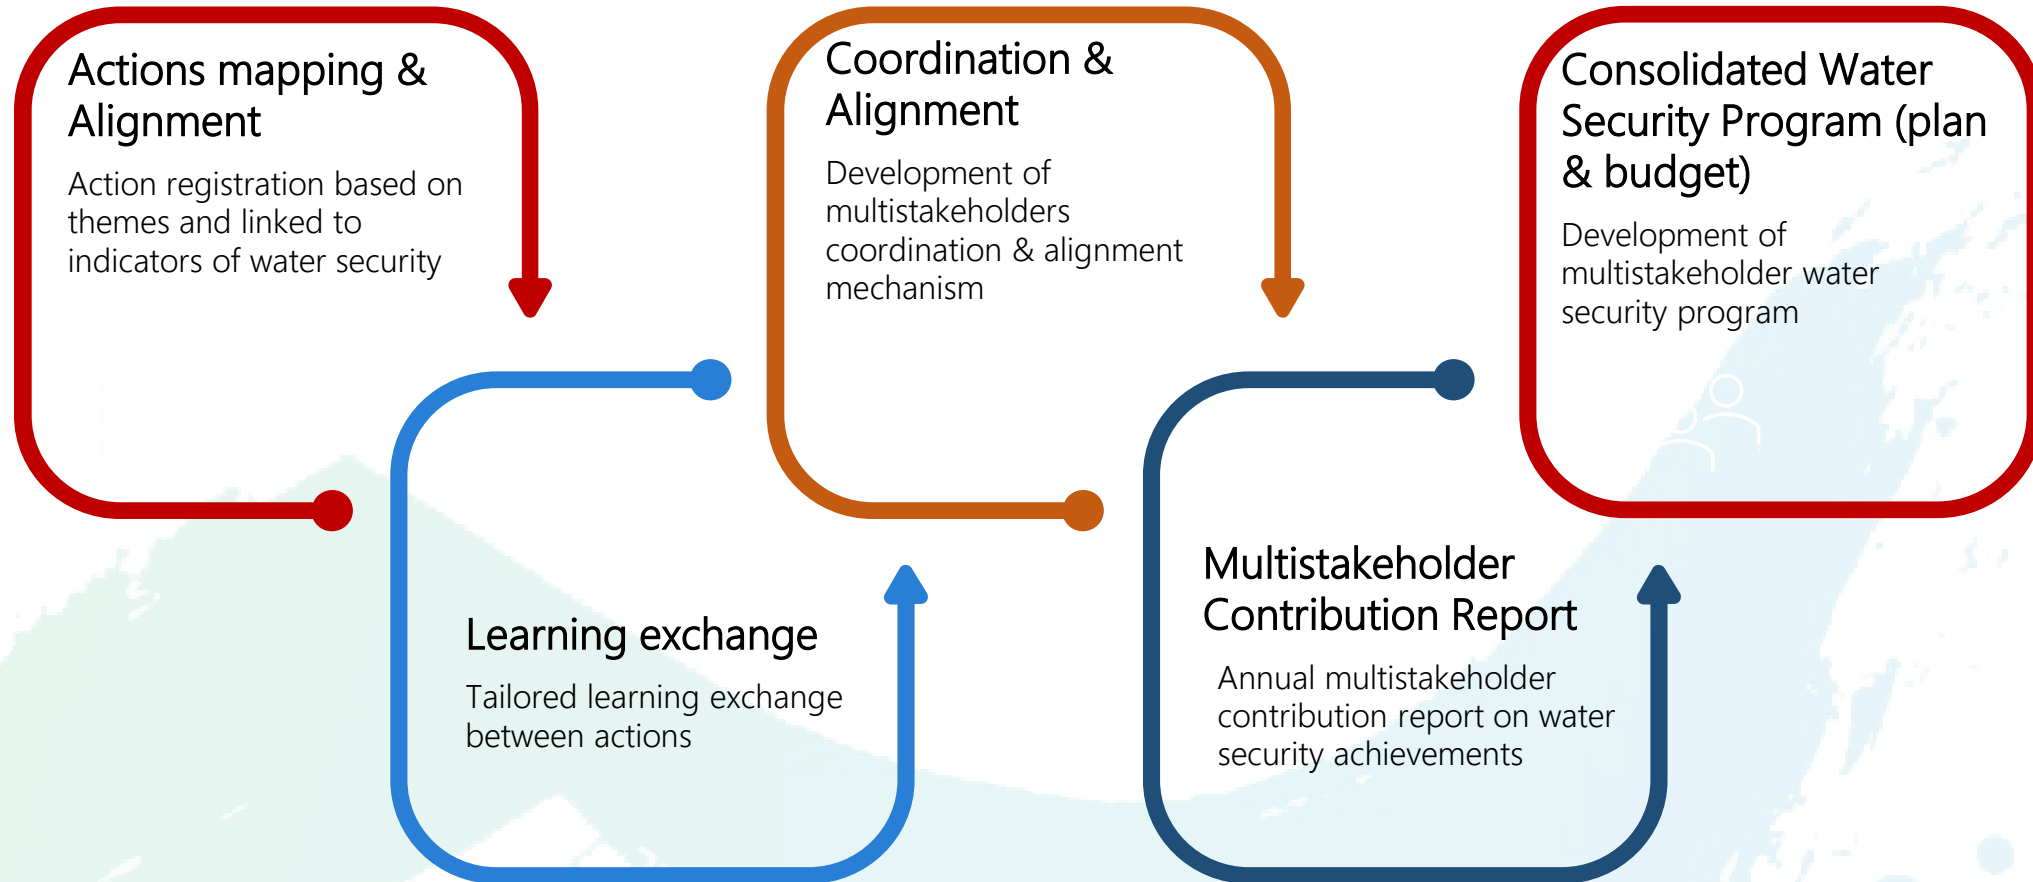 Actions mapping &
Alignment
Action registration based on
themes and linked to
indicators of water security
Learning exchange
Tailored learning exchange
between actions
Coordination &
Alignment
Development of
multistakeholders
coordination & alignment
mechanism
Multistakeholder
Contribution Report
Annual multistakeholder
contribution report on water
security achievements
Consolidated Water
Security Program (plan
& budget)
Development of
multistakeholder water
security program